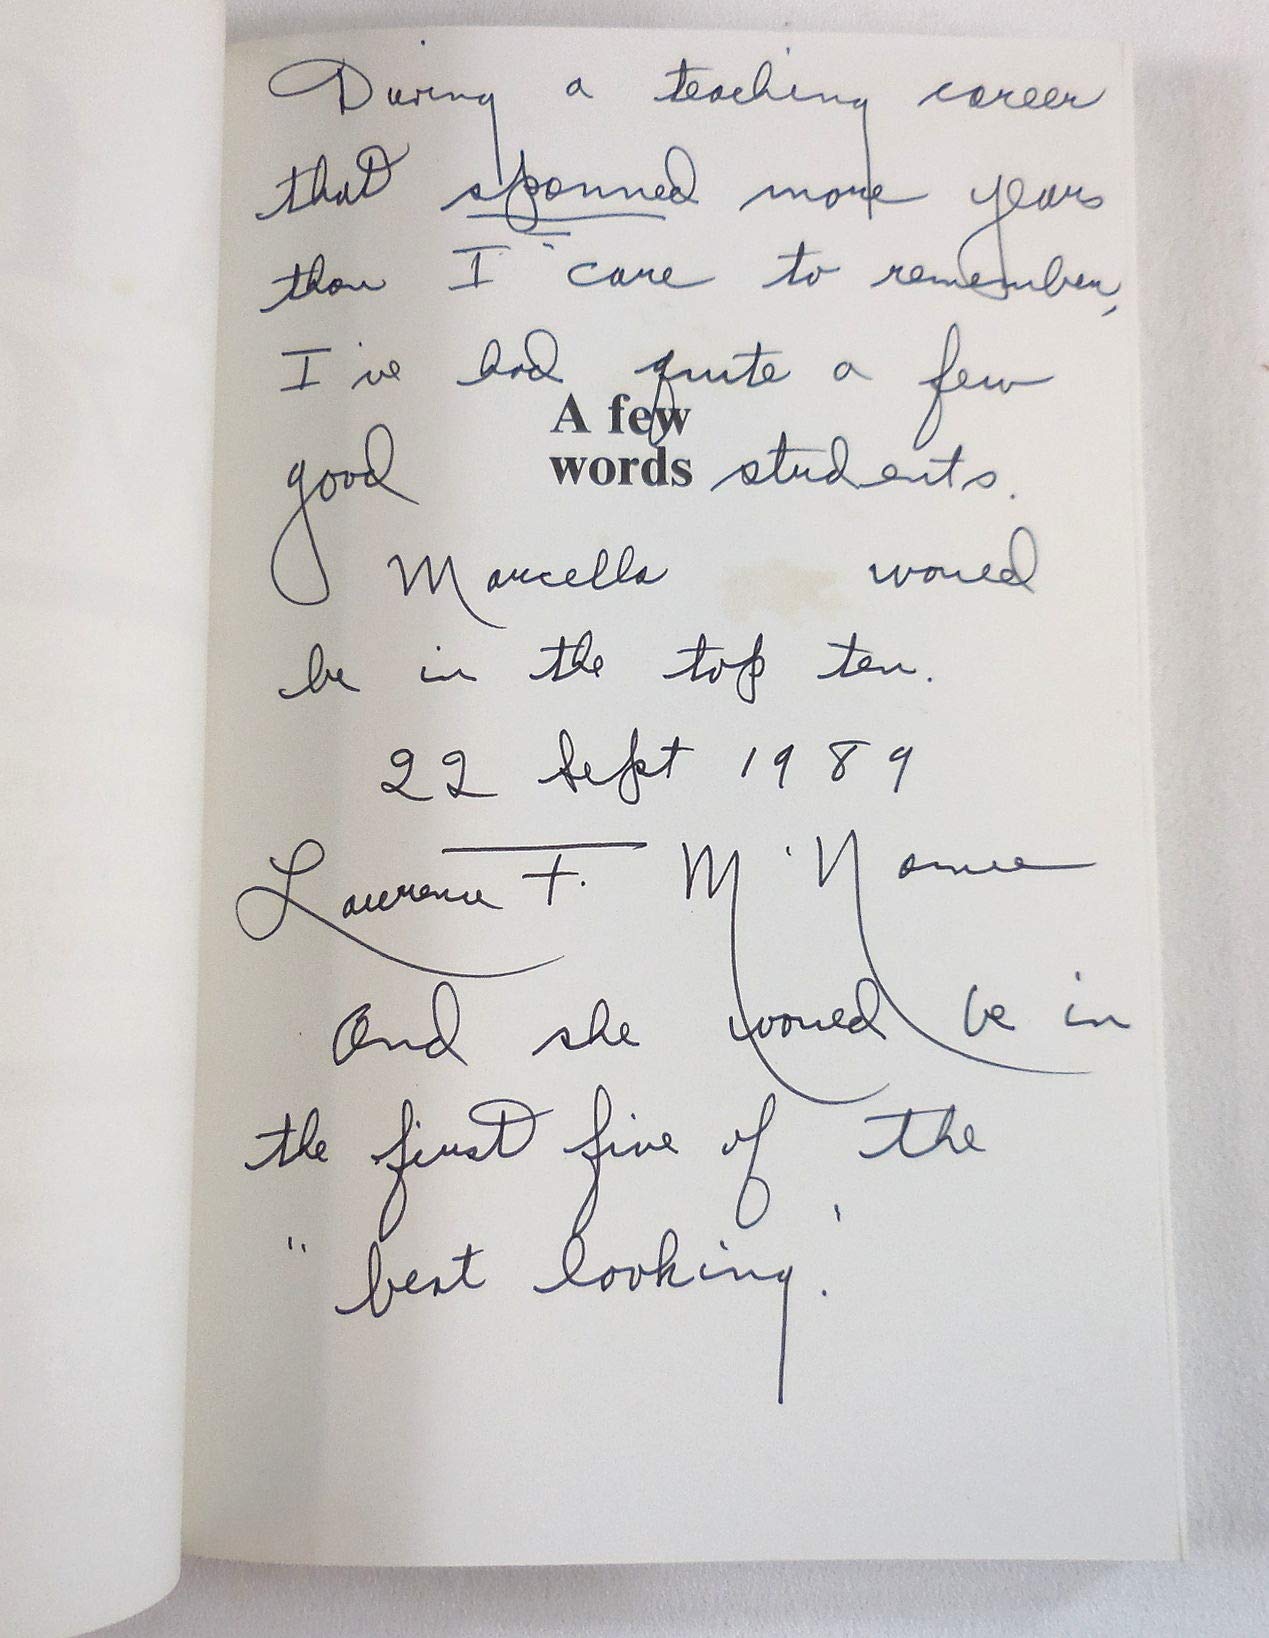 During a teaching career
that spanned more years
than I care to remember,
I've had quite a few
A few
good words students.
Marcella would
be in the top ten.
22 Sept 1989
Lawrence F. McNamee
And she would be in
the first five of the
"best looking."